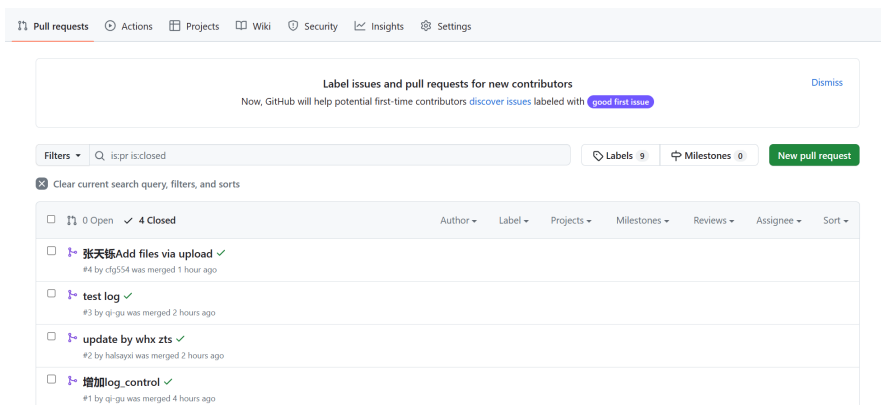 Pull requests Actions Projects Wiki Security Insights Settings
Label issues and pull requests for new contributors
Dismiss
Now, GitHub will help potential first-time contributors discover issues labeled with good first issue
Filters is:pr is:closed Labels 9 Milestones 0 New pull request
Clear current search query, filters, and sorts
0 Open 4 Closed Author Label Projects Milestones Reviews Assignee Sort
张天铄Add files via upload
#4 by cfg554 was merged 1 hour ago
test log
#3 by qi-gu was merged 2 hours ago
update by whx zts
#2 by halsayxi was merged 2 hours ago
增加log_control
#1 by qi-gu was merged 4 hours ago